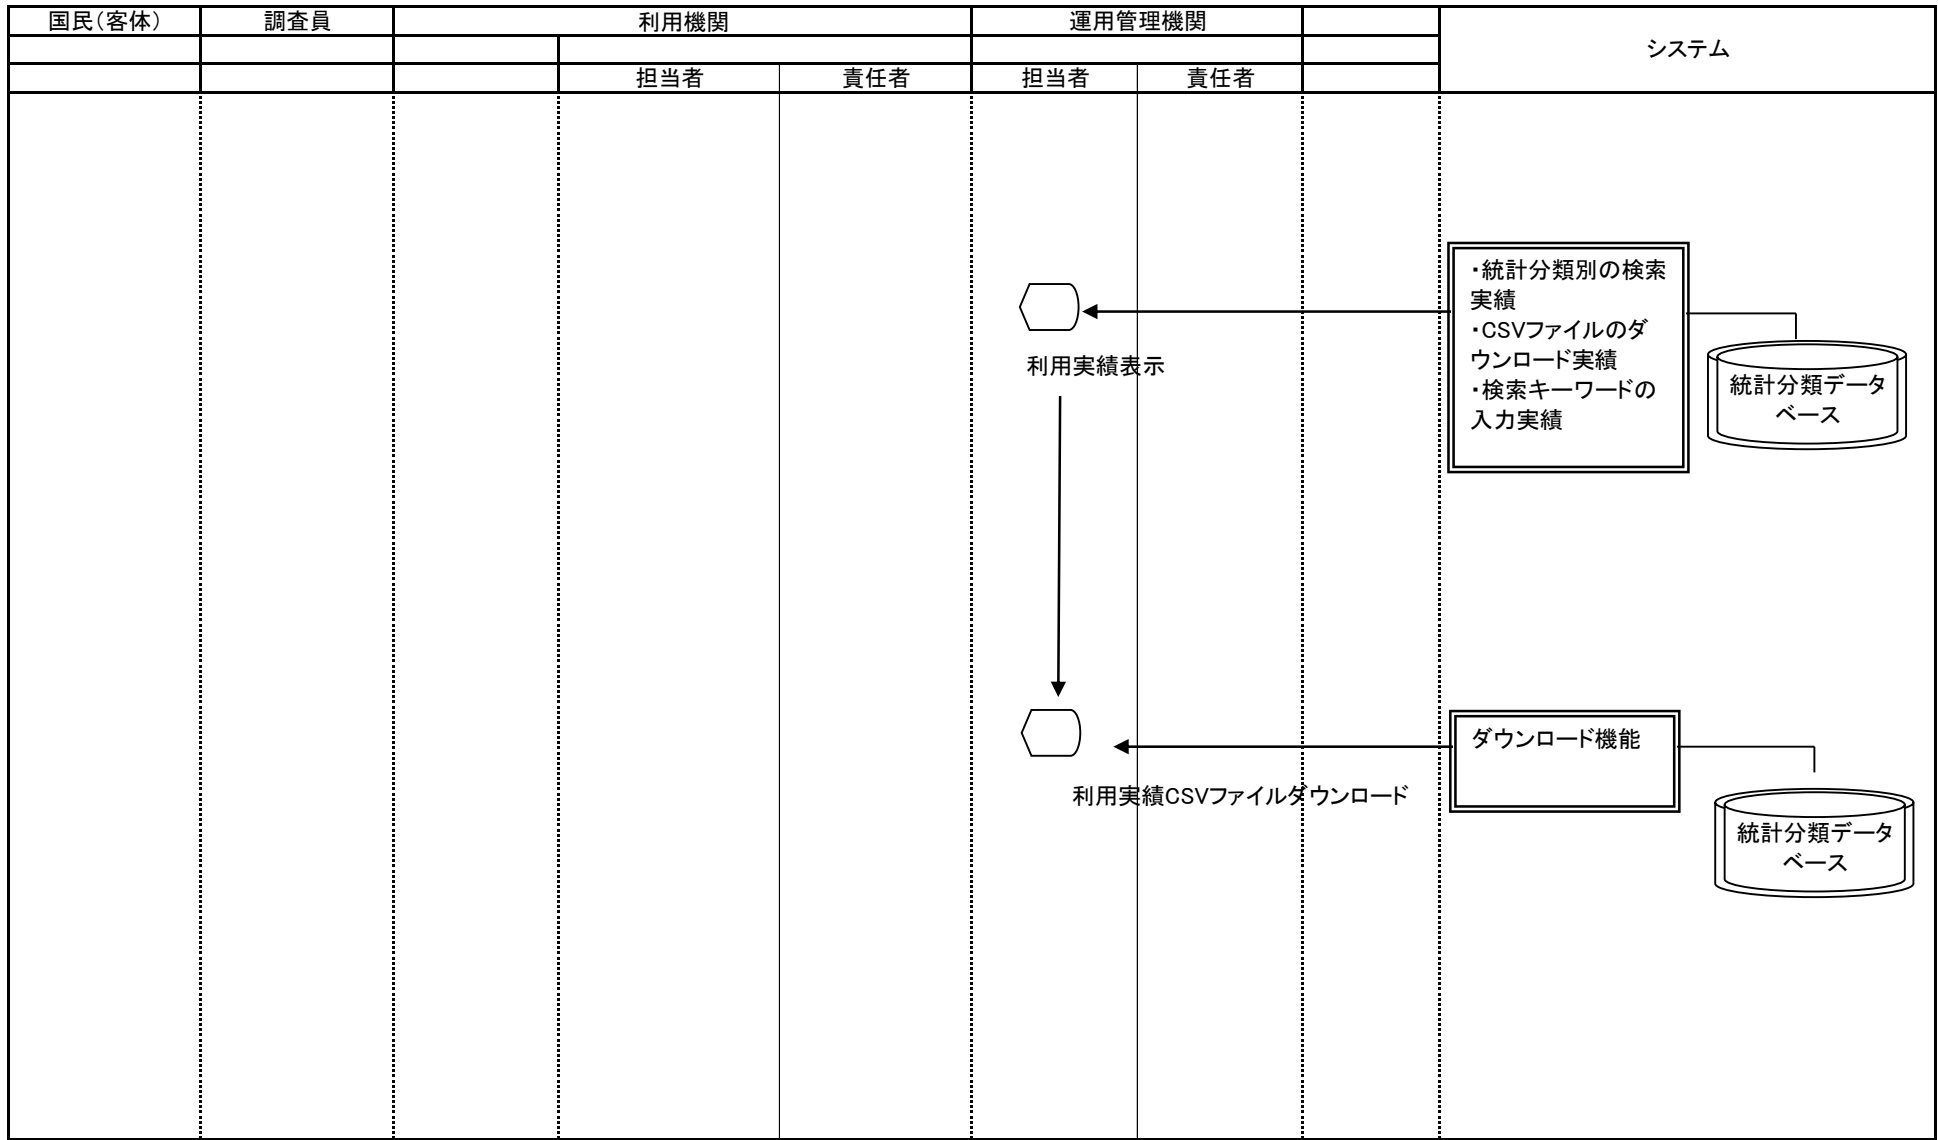 国民(客体)
調査員
利用機関
運用管理機関
システム
担当者
責任者
担当者
責任者
・統計分類別の検索
実績
・CSVファイルのダ
ウンロード実績
・検索キーワードの
入力実績
統計分類データ
ベース
利用実績表示
ダウンロード機能
利用実績CSVファイルダウンロード
統計分類データ
ベース